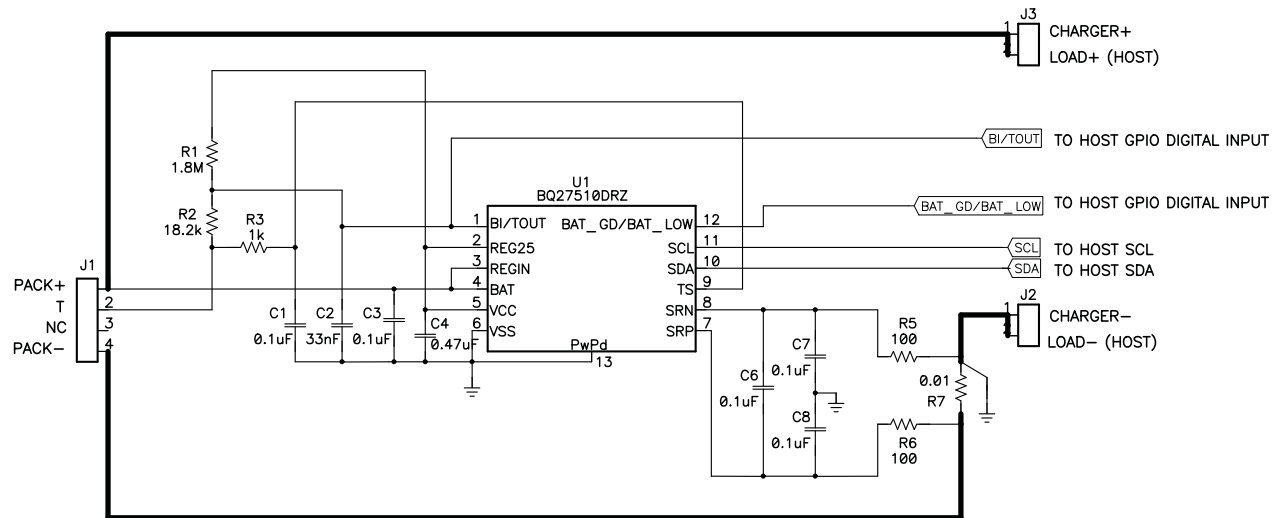 J3
1
CHARGER+
LOAD+ (HOST)
R1
1.8M
BI/TOUT
TO HOST GPIO DIGITAL INPUT
U1
BQ27510DRZ
R2
18.2k
R3
1k
BAT_GD/BAT_LOW
TO HOST GPIO DIGITAL INPUT
1
BI/TOUT
BAT_GD/BAT_LOW
12
2
REG25
SCL
11
SCL
TO HOST SCL
3
REGIN
SDA
10
SDA
TO HOST SDA
4
BAT
TS
9
5
VCC
SRN
8
6
VSS
SRP
7
PwPd
13
J1
PACK+
1
T
2
NC
3
PACK-
4
C1
0.1uF
C2
33nF
C3
0.1uF
C4
0.47uF
J2
1
CHARGER-
LOAD- (HOST)
R5
100
C7
0.1uF
C6
0.1uF
C8
0.1uF
0.01
R7
R6
100